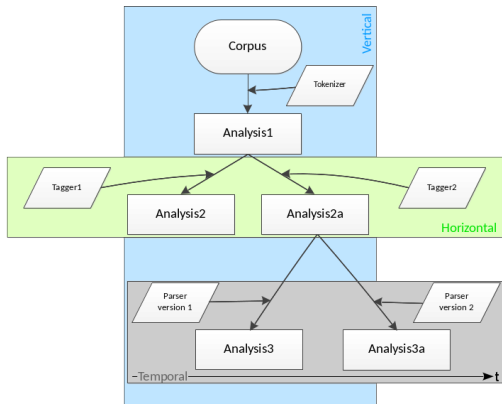 Corpus
Vertical
Tokenizer
Analysis1
Tagger1
Tagger2
Analysis2
Analysis2a
Horizontal
Parser
version 1
Parser
version 2
Analysis3
Analysis3a
Temporal
t